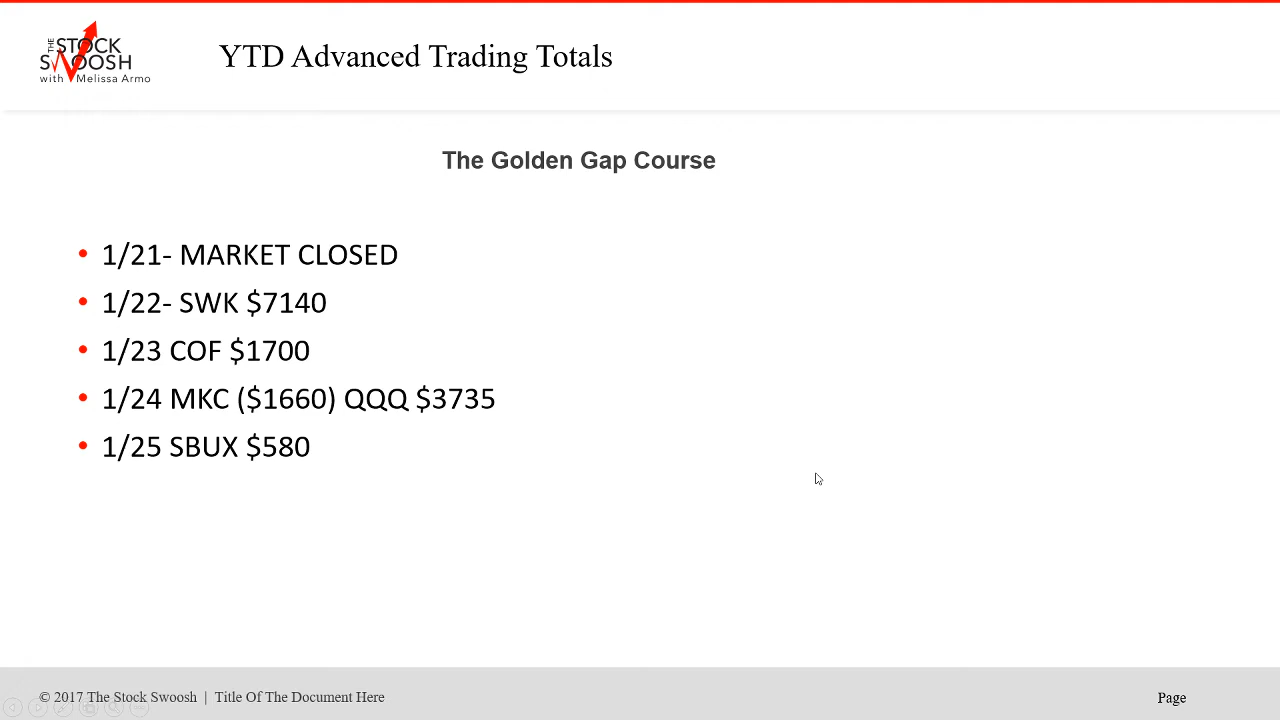 THE STOCK
SWOOSH
with Melissa Armo
YTD Advanced Trading Totals
The Golden Gap Course
• 1/21- MARKET CLOSED
• 1/22- SWK $7140
• 1/23 COF $1700
• 1/24 MKC ($1660) QQQ $3735
• 1/25 SBUX $580
© 2017 The Stock Swoosh | Title Of The Document Here
Page